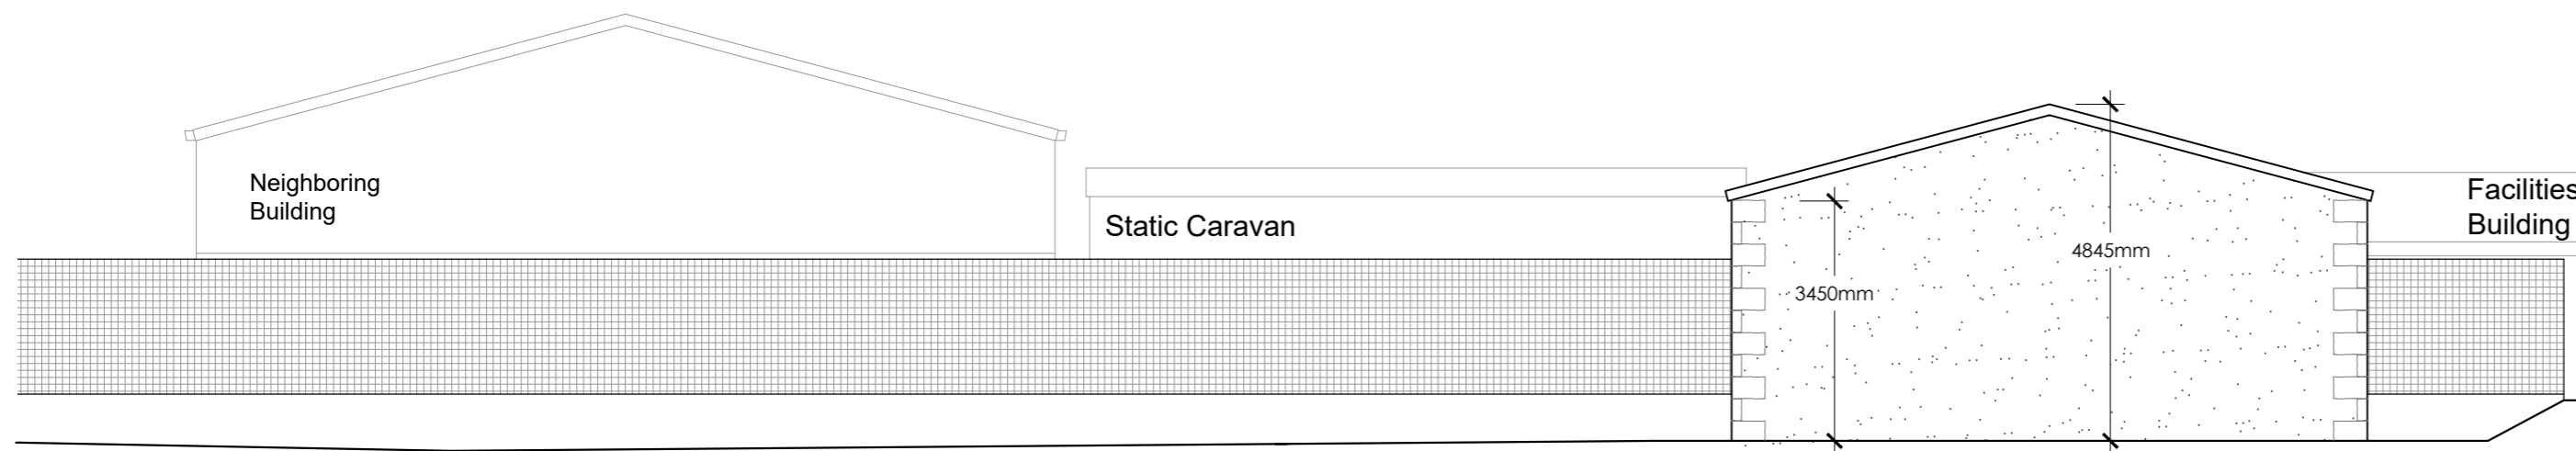 Neighboring
Building
Static Caravan
3450mm
4845mm
Facilities
Building